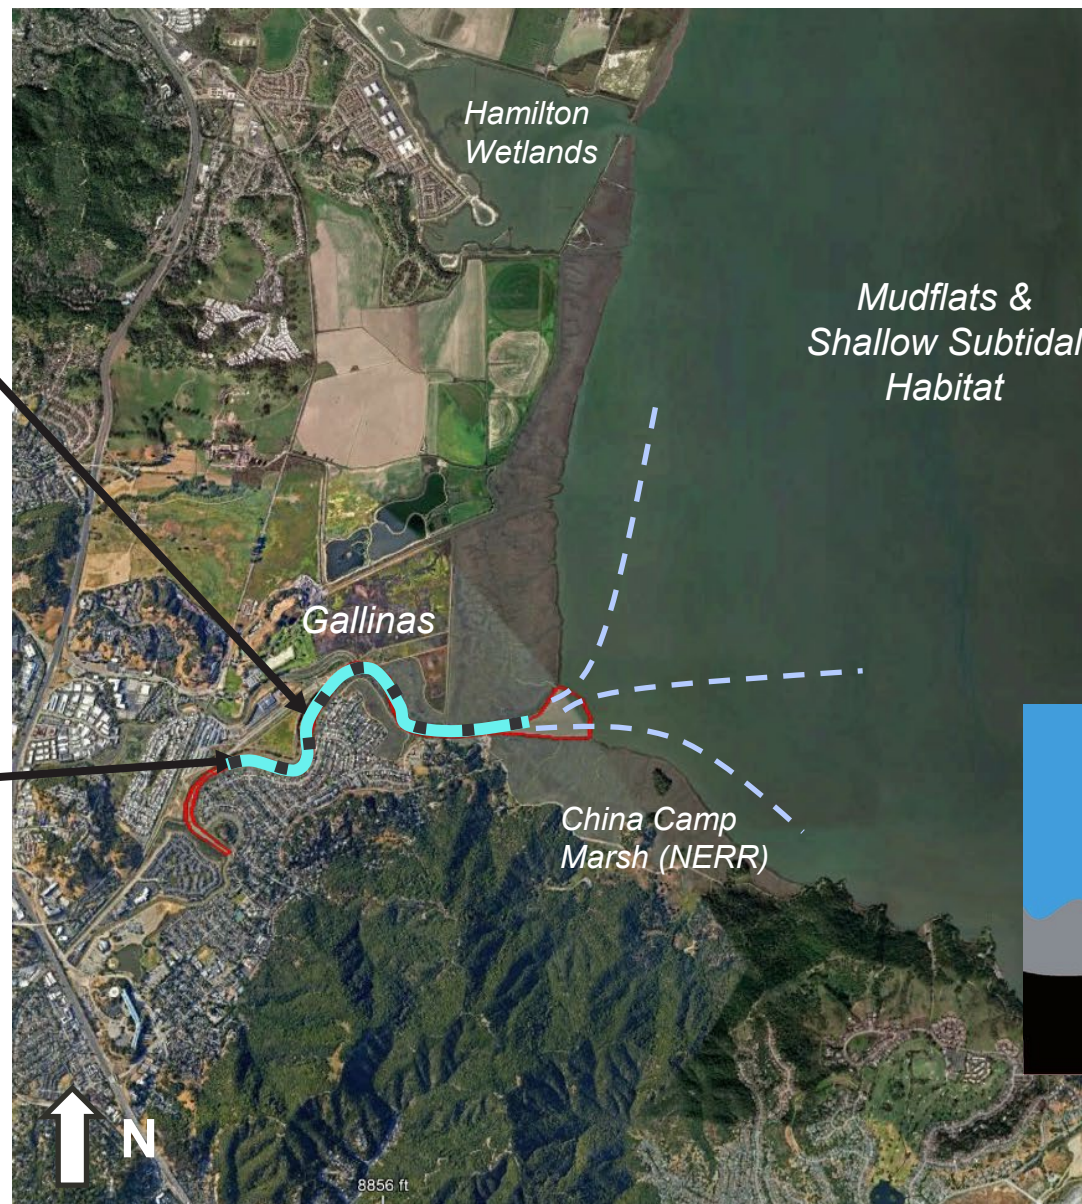 Hamilton
Wetlands
Mudflats &
Shallow Subtidal
Habitat
Gallinas
China Camp
Marsh (NERR)
N
8856 ft